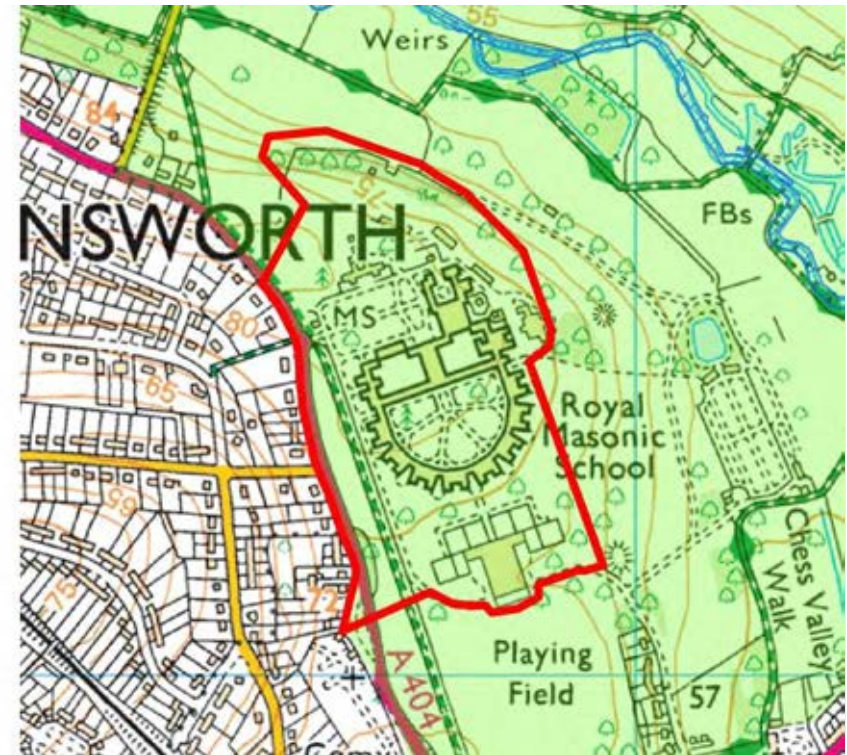 55
Weirs
84
75
FBs
NSWORTH
MS
80
65
Royal
Masonic
School
65
72
75
A 404
Playing
Field
57
Chess Valley
Walk